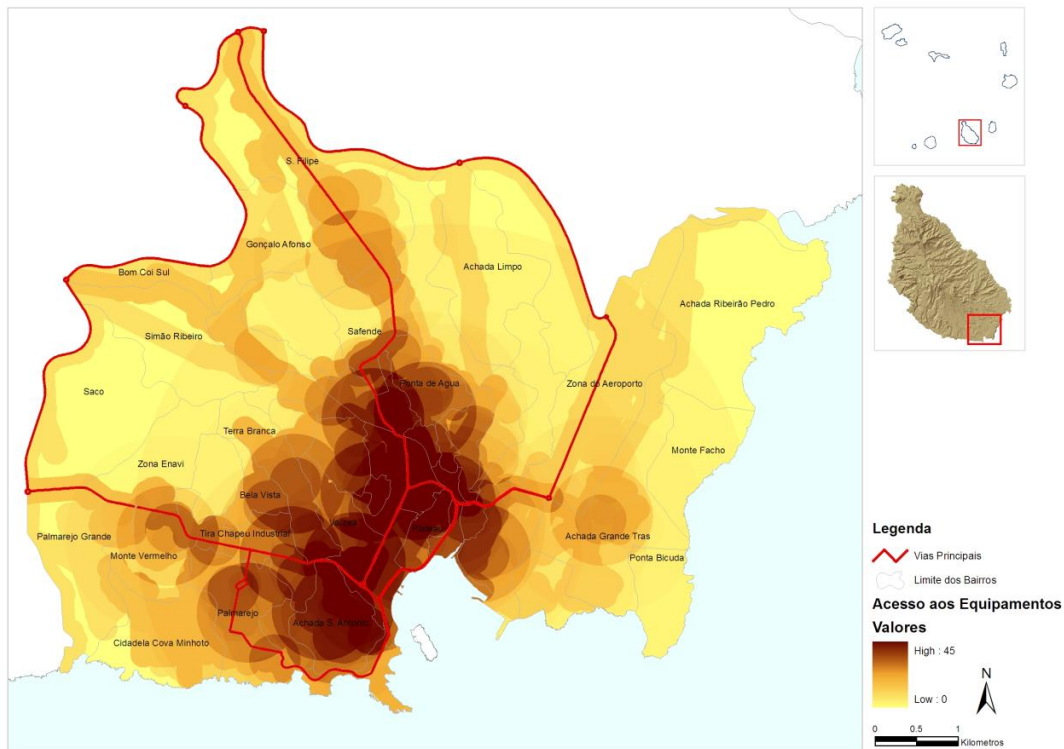 S. Filipe
Gonçalo Afonso
Bom Coi Sul
Achada Limpo
Achada Ribeirão Pedro
Simão Ribeiro
Safende
Saco
Ponta de Agua
Zona do Aeroporto
Terra Branca
Monte Facho
Zona Enavi
Bela Vista
Palmarejo Grande
Tira Chapeu Industrial
Achada Grande Tras
Monte Vermelho
Ponta Bicuda
Palmarejo
Achada S. Antonio
Cidadela Cova Minhoto
Legenda
Vias Principais
Limite dos Bairros
Acesso aos Equipamentos
Valores
High : 45
Low : 0
N
0 0.5 1
Kilometros